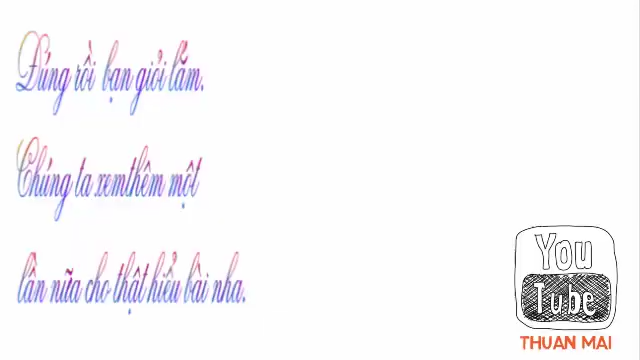 Đúng rồi bạn giỏi lắm.
Chúng ta xemthêm một
lần nữa cho thật hiểu bài nha.
You
Tube
THUAN MAI